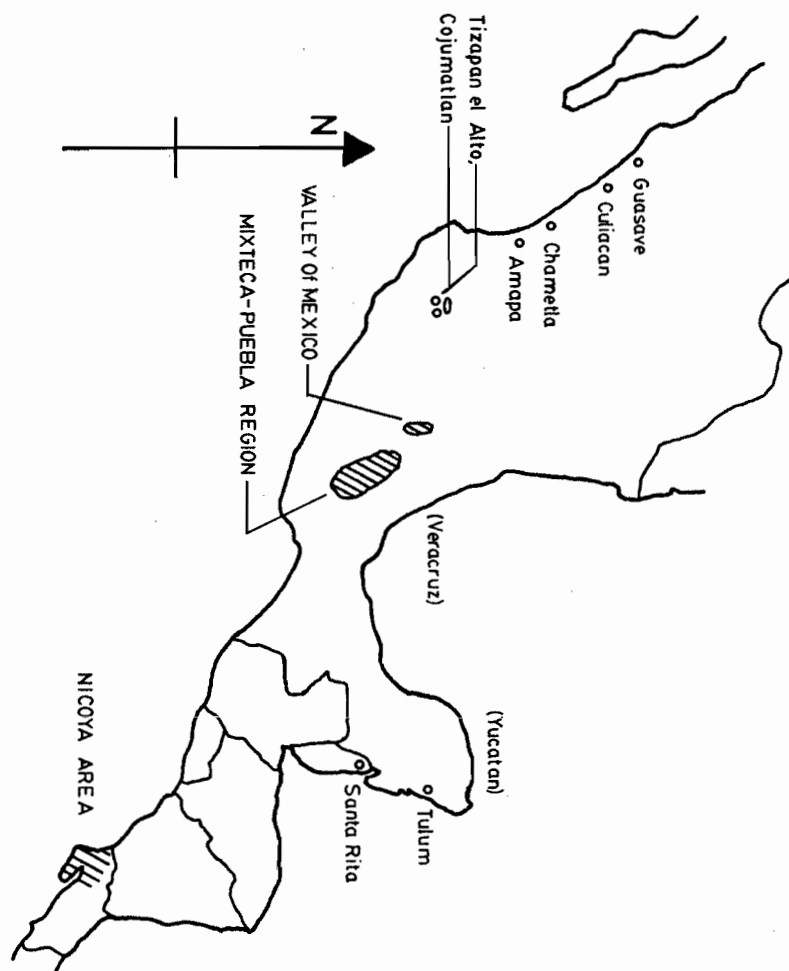 Guasave
Culiacan
Chametla
Amapa
Tizapan el Alto,
Cojumatlan
N
VALLEY Of MEXICO
MIXTECA-PUEBLA REGION
(Veracruz)
(Yucatan)
Tulum
Santa Rita
NICOYA AREA